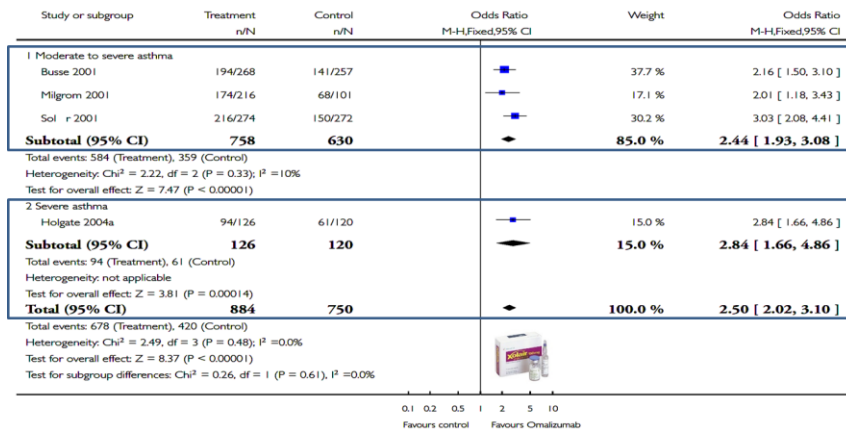 Study or subgroup Treatment Control Odds Ratio Weight Odds Ratio
n/N n/N M-H,Fixed,95% CI M-H,Fixed,95% CI
1 Moderate to severe asthma
Busse 2001 194/268 141/257 37.7 % 2.16 [ 1.50, 3.10 ]
Milgrom 2001 174/216 68/101 17.1 % 2.01 [ 1.18, 3.43 ]
Sol r 2001 216/274 150/272 30.2 % 3.03 [ 2.08, 4.41 ]
Subtotal (95% CI) 758 630 85.0 % 2.44 [ 1.93, 3.08 ]
Total events: 584 (Treatment), 359 (Control)
Heterogeneity: Chi² = 2.22, df = 2 (P = 0.33); I² =10%
Test for overall effect: Z = 7.47 (P < 0.00001)
2 Severe asthma
Holgate 2004a 94/126 61/120 15.0 % 2.84 [ 1.66, 4.86 ]
Subtotal (95% CI) 126 120 15.0 % 2.84 [ 1.66, 4.86 ]
Total events: 94 (Treatment), 61 (Control)
Heterogeneity: not applicable
Test for overall effect: Z = 3.81 (P = 0.00014)
Total (95% CI) 884 750 100.0 % 2.50 [ 2.02, 3.10 ]
Total events: 678 (Treatment), 420 (Control)
Heterogeneity: Chi² = 2.49, df = 3 (P = 0.48); I² =0.0%
Test for overall effect: Z = 8.37 (P < 0.00001)
Test for subgroup differences: Chi² = 0.26, df = 1 (P = 0.61), I² =0.0%
Xolair
0.1 0.2 0.5 1 2 5 10
Favours control Favours Omalizumab